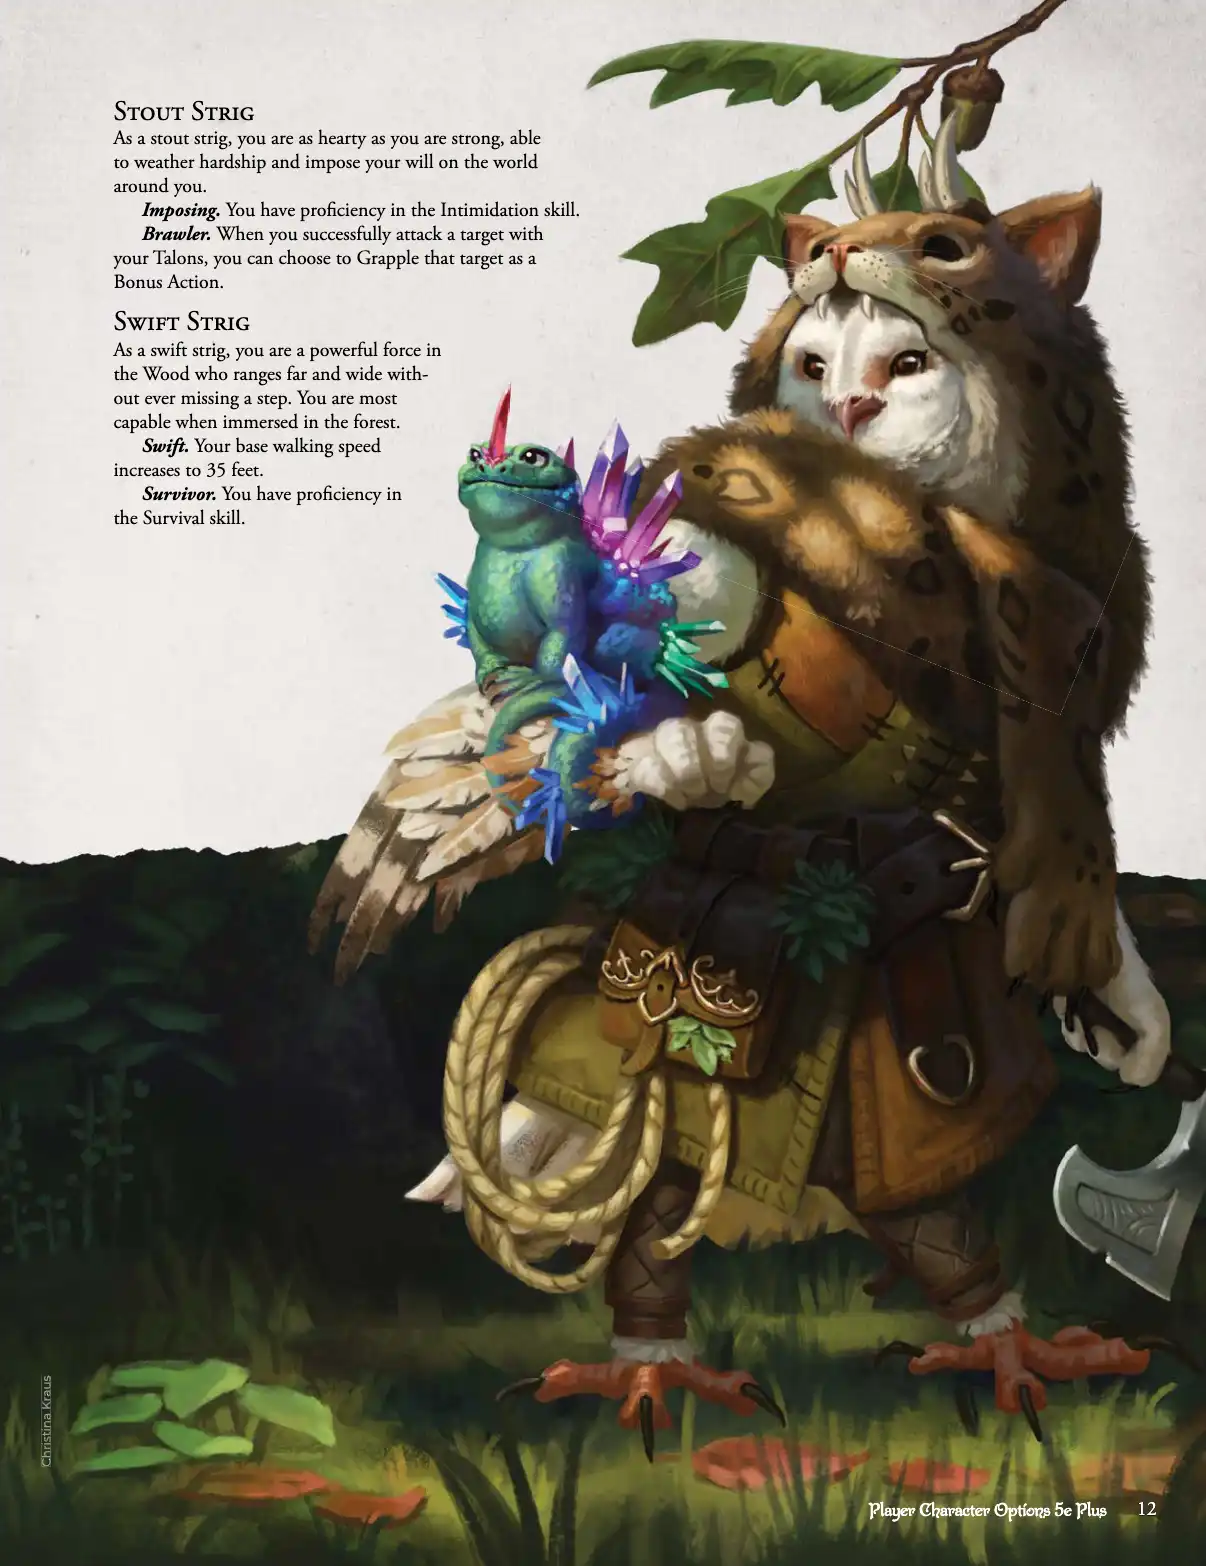 Stout Strig
As a stout strig, you are as hearty as you are strong, able
to weather hardship and impose your will on the world
around you.
Imposing. You have proficiency in the Intimidation skill.
Brawler. When you successfully attack a target with
your Talons, you can choose to Grapple that target as a
Bonus Action.
Swift Strig
As a swift strig, you are a powerful force in
the Wood who ranges far and wide with-
out ever missing a step. You are most
capable when immersed in the forest.
Swift. Your base walking speed
increases to 35 feet.
Survivor. You have proficiency in
the Survival skill.
Christina Kraus
Player Character Options 5e Plus 12